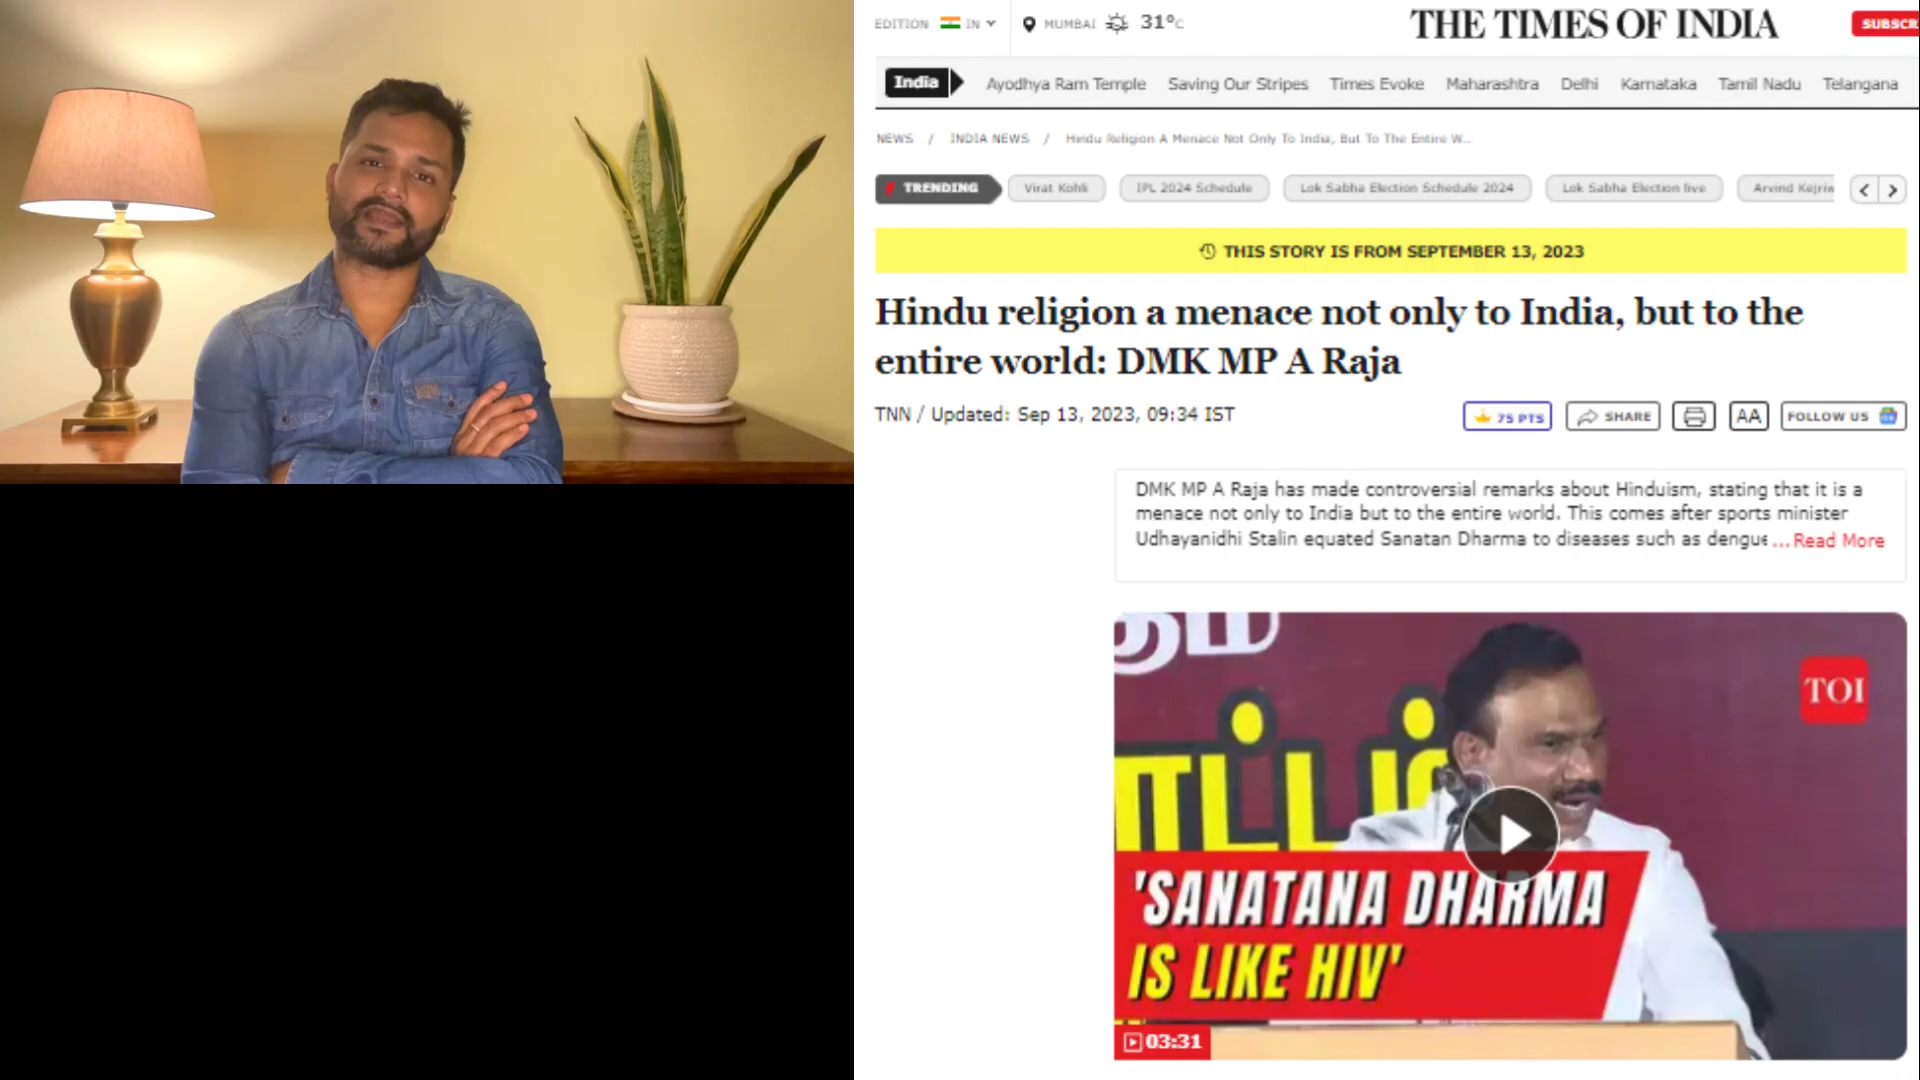 EDITION IN
MUMBAI 31°C
THE TIMES OF INDIA
SUBSCR
India
Ayodhya Ram Temple Saving Our Stripes Times Evoke Maharashtra Delhi Karnataka Tamil Nadu Telangana
NEWS / INDIA NEWS / Hindu Religion A Menace Not Only To India, But To The Entire W...
TRENDING Virat Kohli IPL 2024 Schedule Lok Sabha Election Schedule 2024 Lok Sabha Election live Arvind Kejriw
THIS STORY IS FROM SEPTEMBER 13, 2023
Hindu religion a menace not only to India, but to the
entire world: DMK MP A Raja
TNN / Updated: Sep 13, 2023, 09:34 IST
75 PTS SHARE AA FOLLOW US
DMK MP A Raja has made controversial remarks about Hinduism, stating that it is a
menace not only to India but to the entire world. This comes after sports minister
Udhayanidhi Stalin equated Sanatan Dharma to diseases such as dengue ...Read More
TOI
'SANATANA DHARMA
IS LIKE HIV'
03:31